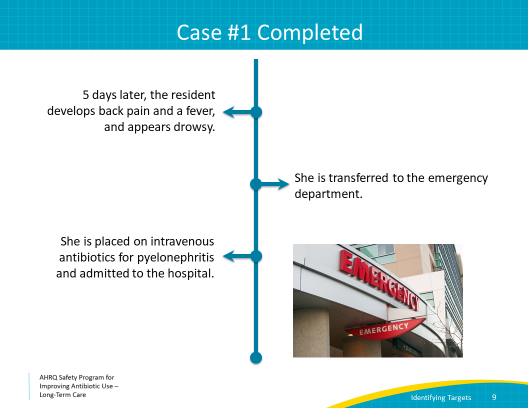 Case #1 Completed
5 days later, the resident
develops back pain and a fever,
and appears drowsy.
She is transferred to the emergency
department.
She is placed on intravenous
antibiotics for pyelonephritis
and admitted to the hospital.
EMERGENCY
EMERGENCY
AHRQ Safety Program for
Improving Antibiotic Use –
Long-Term Care
Identifying Targets 9